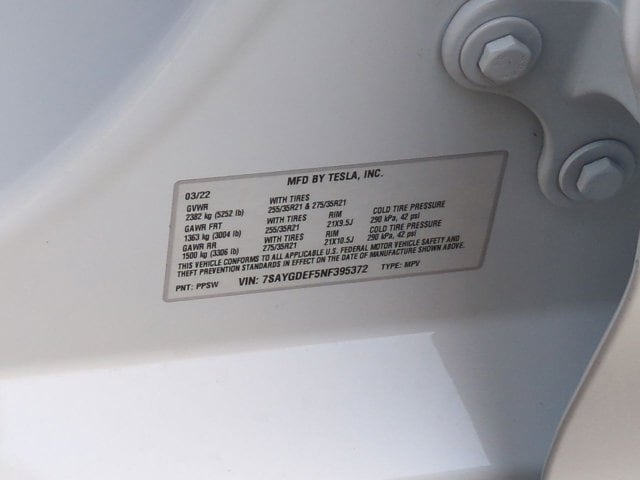 MFD BY TESLA, INC.
03/22
GVWR WITH TIRES
2382 kg (5252 lb) 255/35R21 & 275/35R21
GAWR FRT WITH TIRES RIM COLD TIRE PRESSURE
1363 kg (3004 lb) 255/35R21 21X9.5J 290 kPa, 42 psi
GAWR RR WITH TIRES RIM COLD TIRE PRESSURE
1500 kg (3306 lb) 275/35R21 21X10.5J 290 kPa, 42 psi
THIS VEHICLE CONFORMS TO ALL APPLICABLE U.S. FEDERAL MOTOR VEHICLE SAFETY AND
THEFT PREVENTION STANDARDS IN EFFECT ON THE DATE OF MANUFACTURE SHOWN ABOVE.
PNT: PPSW VIN: 7SAYGDEF5NF395372 TYPE: MPV